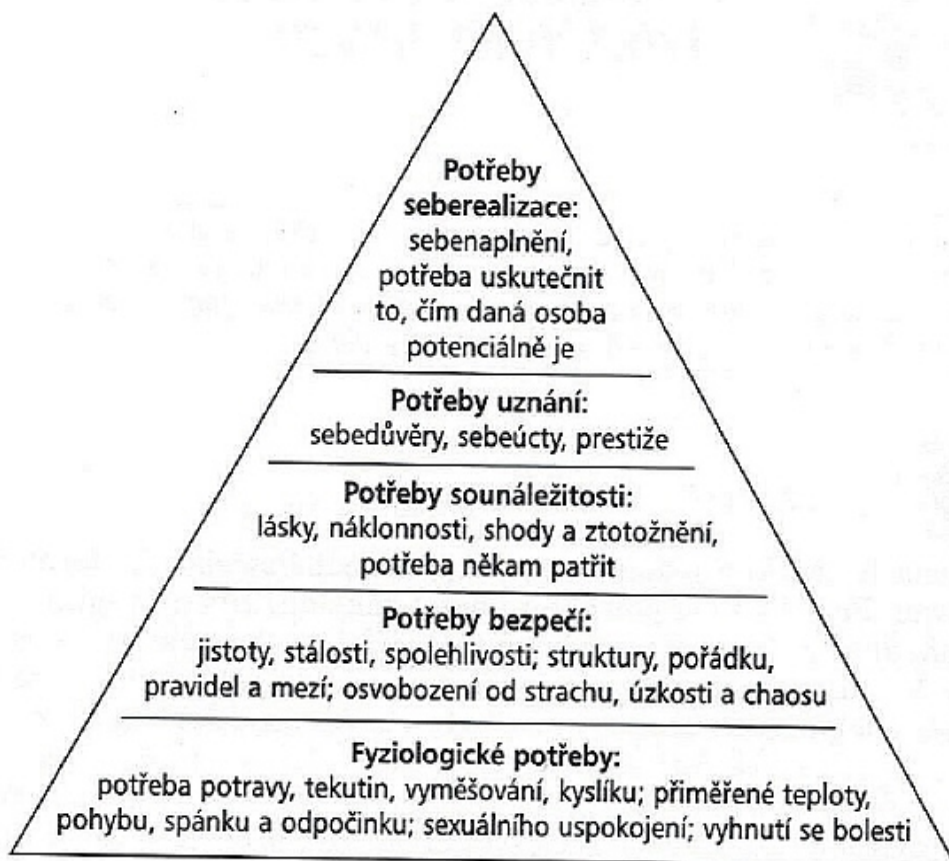 Potřeby
seberealizace:
sebenaplnění,
potřeba uskutečnit
to, čím daná osoba
potenciálně je
Potřeby uznání:
sebedůvěry, sebeúcty, prestiže
Potřeby sounáležitosti:
lásky, náklonnosti, shody a ztotožnění,
potřeba někam patřit
Potřeby bezpečí:
jistoty, stálosti, spolehlivosti; struktury, pořádku,
pravidel a mezí; osvobození od strachu, úzkosti a chaosu
Fyziologické potřeby:
potřeba potravy, tekutin, vyměšování, kyslíku; přiměřené teploty,
pohybu, spánku a odpočinku; sexuálního uspokojení; vyhnutí se bolesti